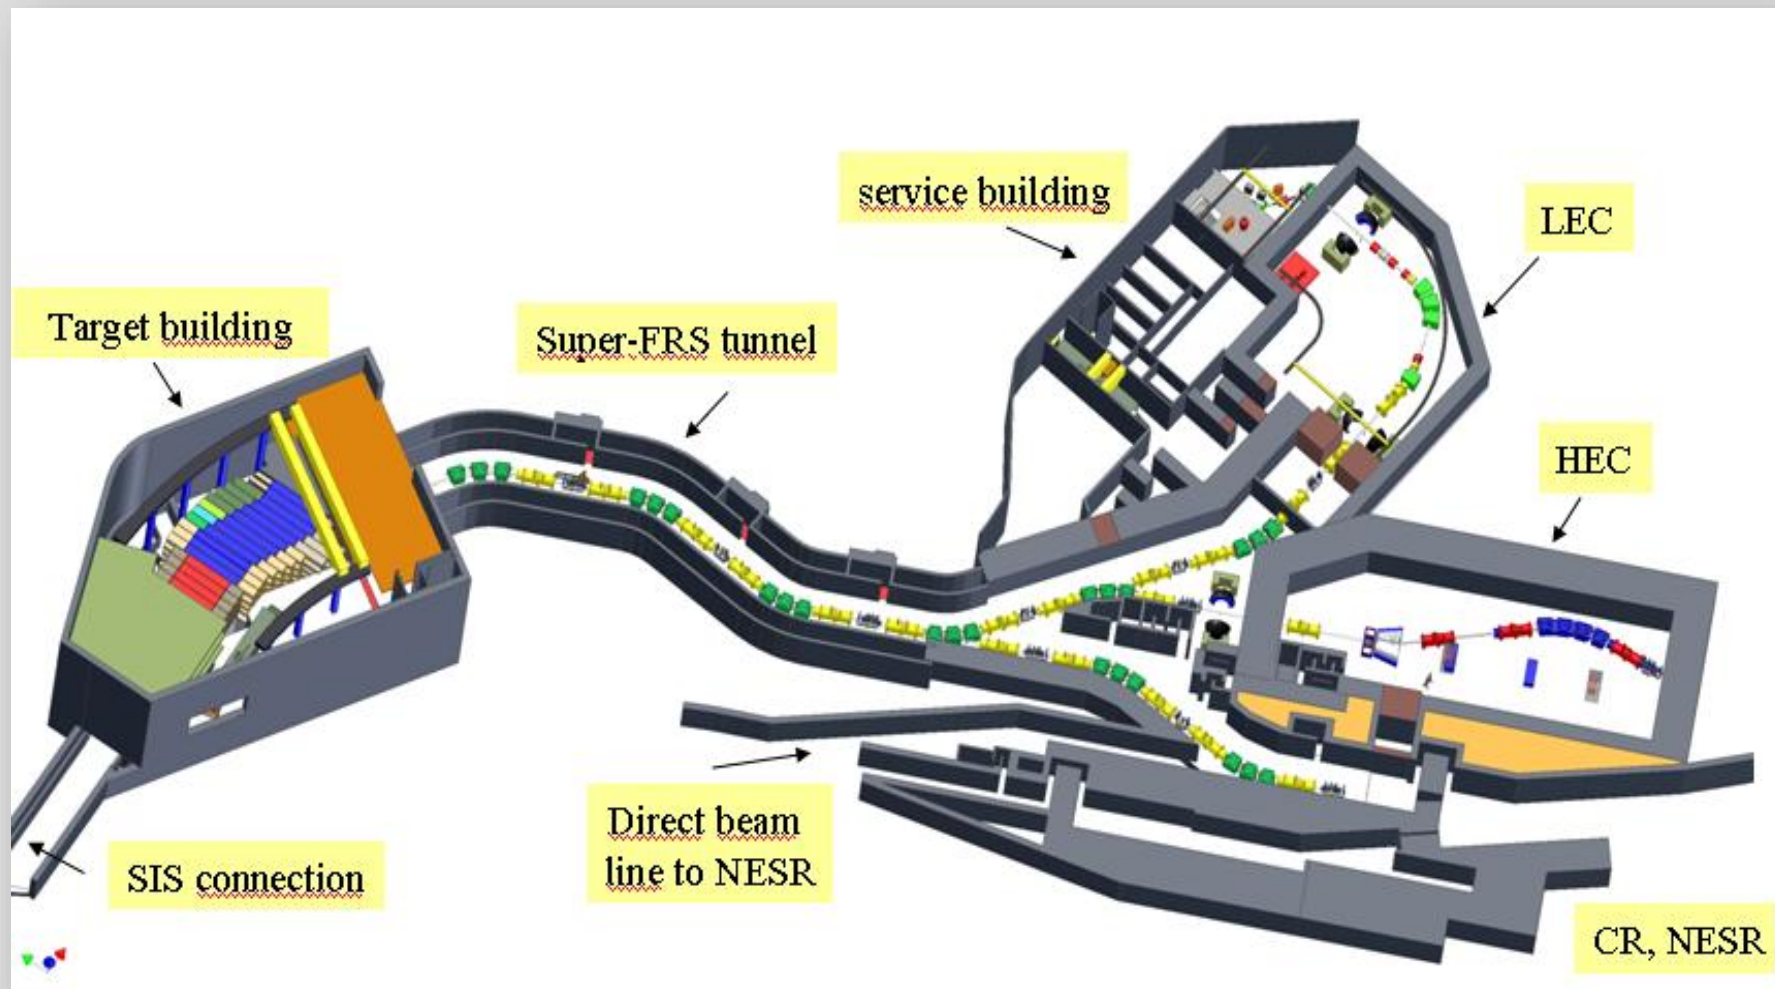 service building
LEC
Target building
Super-FRS tunnel
HEC
Direct beam
line to NESR
SIS connection
CR, NESR